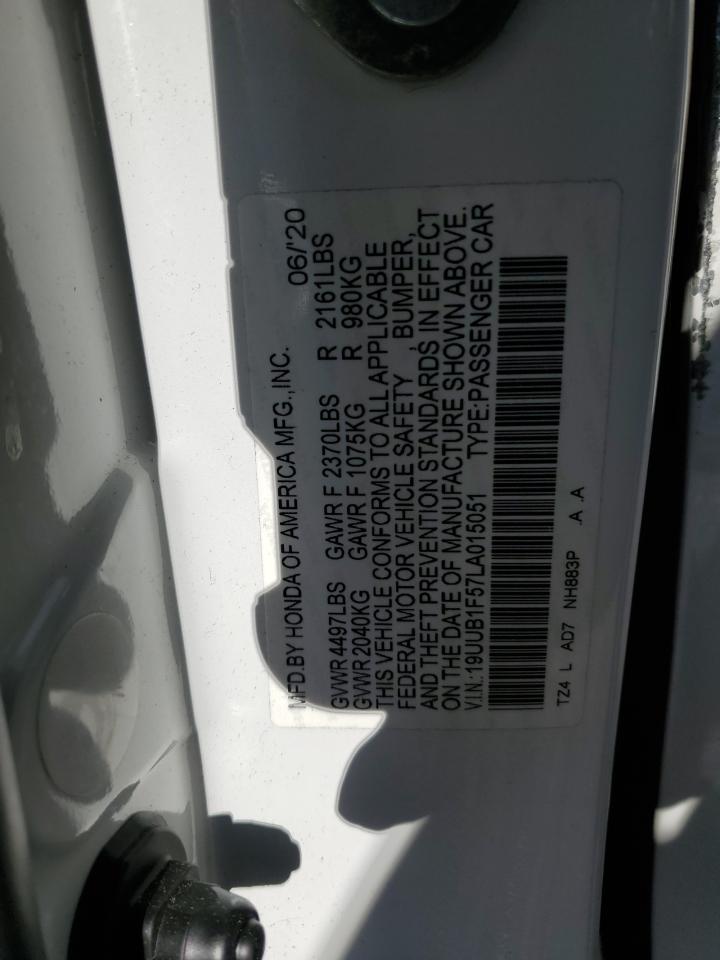 MFD.BY HONDA OF AMERICA MFG.,INC. 06/'20
GVWR 4497LBS GAWR F 2370LBS R 2161LBS
GVWR 2040KG GAWR F 1075KG R 980KG
THIS VEHICLE CONFORMS TO ALL APPLICABLE
FEDERAL MOTOR VEHICLE SAFETY , BUMPER,
AND THEFT PREVENTION STANDARDS IN EFFECT
ON THE DATE OF MANUFACTURE SHOWN ABOVE.
V.I.N.:19UUB1F57LA015051 TYPE:PASSENGER CAR
TZ4 L AD7 NH883P .A .A